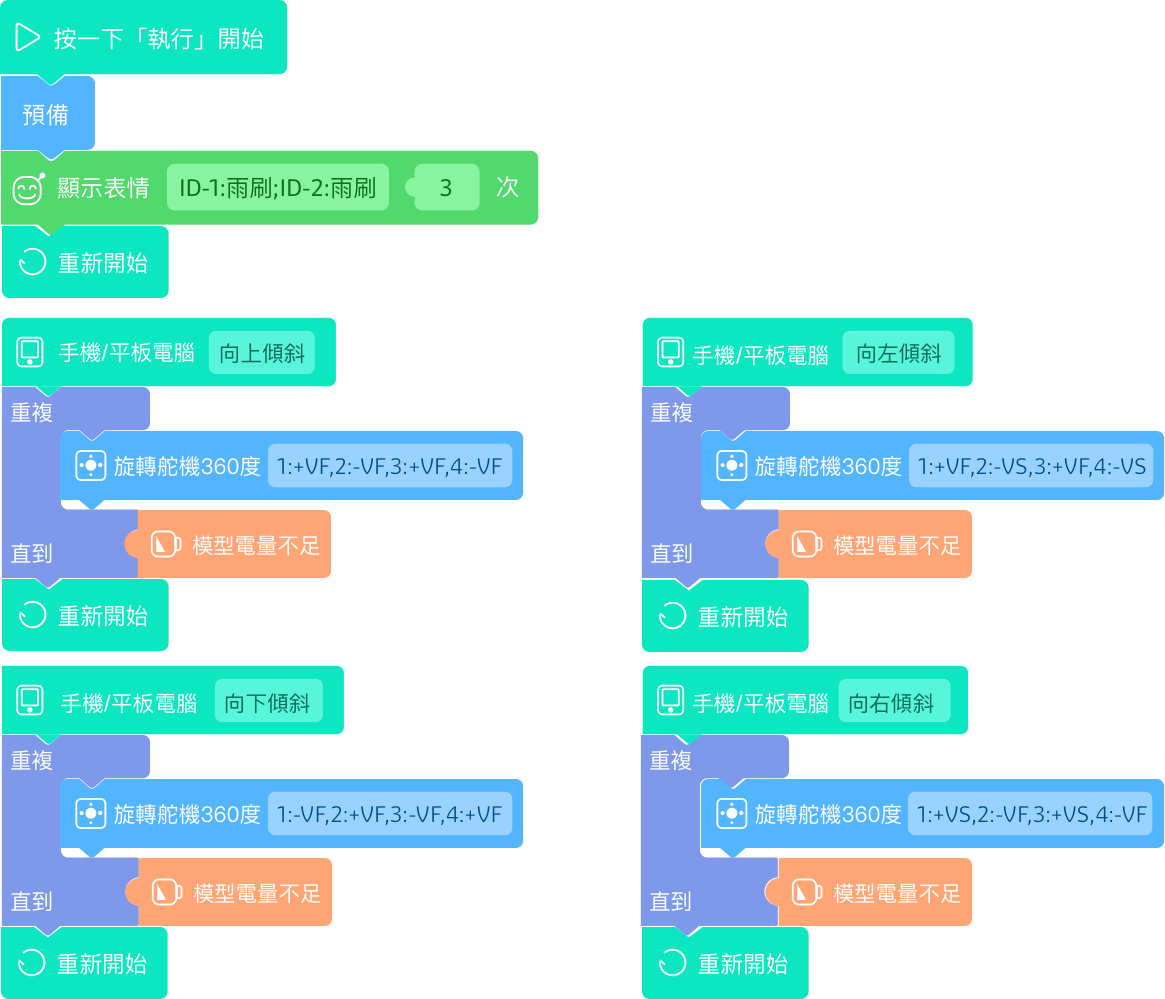 按一下「執行」開始
預備
顯示表情 ID-1:雨刷;ID-2:雨刷 3 次
重新開始
手機/平板電腦 向上傾斜
重複
旋轉舵機360度 1:+VF,2:-VF,3:+VF,4:-VF
直到 模型電量不足
重新開始
手機/平板電腦 向左傾斜
重複
旋轉舵機360度 1:+VF,2:-VS,3:+VF,4:-VS
直到 模型電量不足
重新開始
手機/平板電腦 向下傾斜
重複
旋轉舵機360度 1:-VF,2:+VF,3:-VF,4:+VF
直到 模型電量不足
重新開始
手機/平板電腦 向右傾斜
重複
旋轉舵機360度 1:+VS,2:-VF,3:+VS,4:-VF
直到 模型電量不足
重新開始